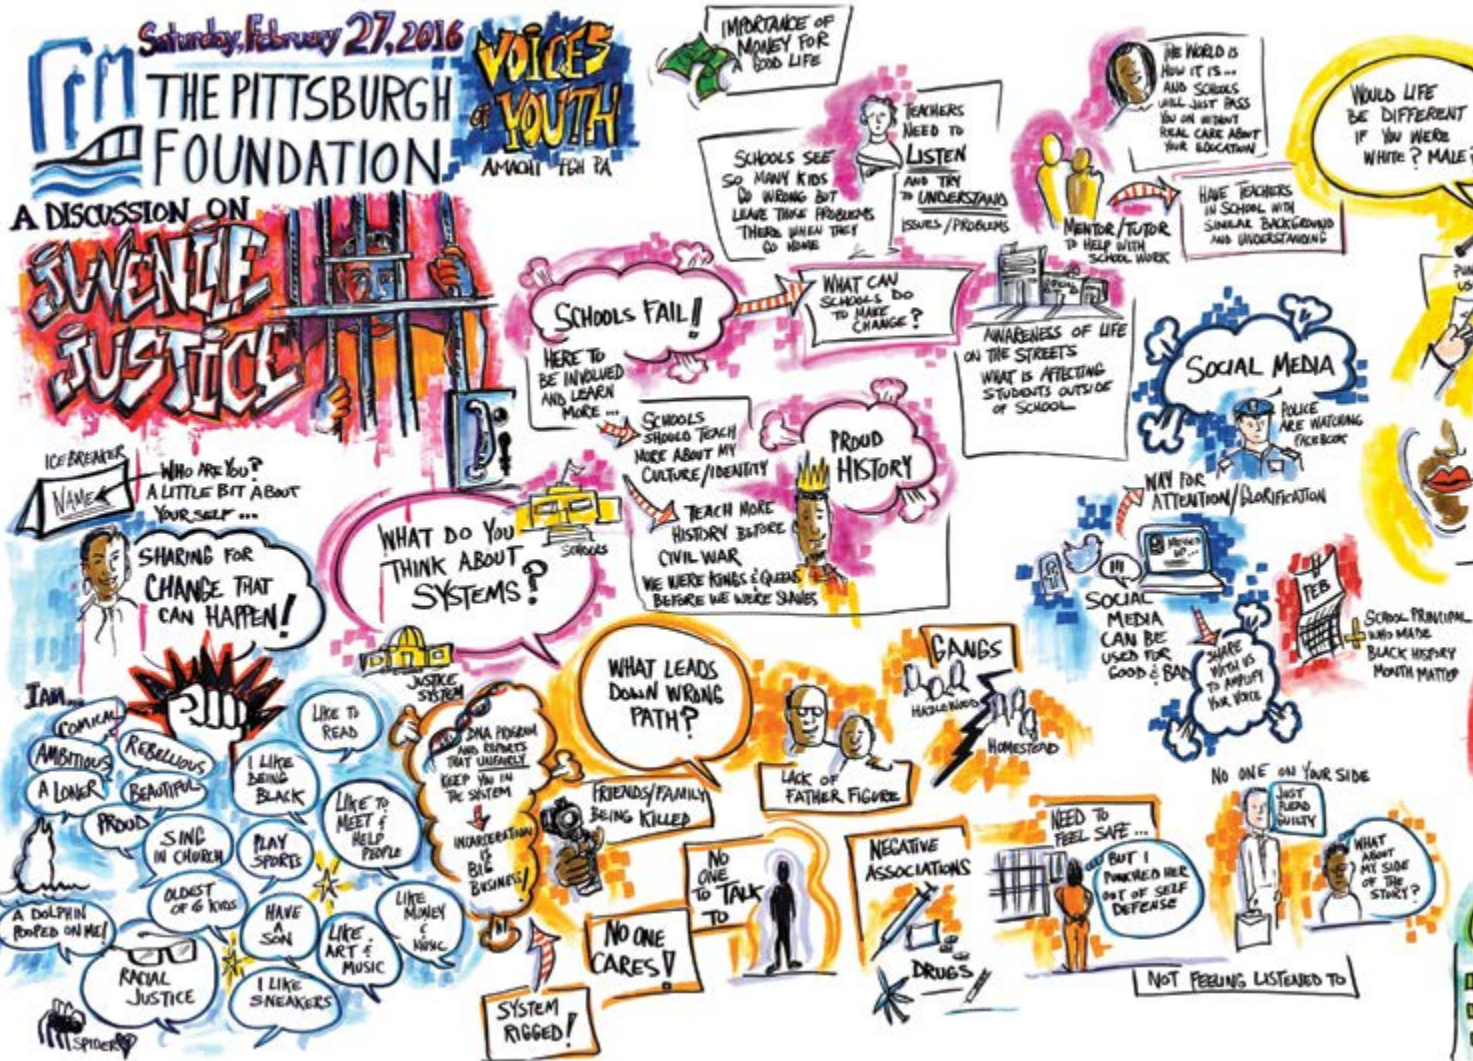 Saturday, February 27, 2016
THE PITTSBURGH
FOUNDATION
VOICES
OF YOUTH
AMACHI PGH PA
A DISCUSSION ON
JUVENILE
JUSTICE
ICEBREAKER
NAME
WHO ARE YOU?
A LITTLE BIT ABOUT
YOUR SELF ...
SHARING FOR
CHANGE THAT
CAN HAPPEN!
I AM...
COMICAL
AMBITIOUS
REBELLIOUS
A LONER
BEAUTIFUL
PROUD
I LIKE
BEING
BLACK
LIKE TO
READ
LIKE TO
MEET &
HELP
PEOPLE
SING
IN CHURCH
PLAY
SPORTS
OLDEST
OF 6 KIDS
HAVE
A
SON
LIKE
MONEY
&
MUSIC
LIKE
ART &
MUSIC
A DOLPHIN
POOPED ON ME!
RACIAL
JUSTICE
I LIKE
SNEAKERS
SPIDER
WHAT DO YOU
THINK ABOUT
SYSTEMS?
SCHOOLS
JUSTICE
SYSTEM
SCHOOLS FAIL!!
HERE TO
BE INVOLVED
AND LEARN
MORE ...
IMPORTANCE OF
MONEY FOR
A GOOD LIFE
SCHOOLS SEE
SO MANY KIDS
GO WRONG BUT
LEAVE THOSE PROBLEMS
THERE WHEN THEY
GO HOME
TEACHERS
NEED TO
LISTEN
AND TRY
TO UNDERSTAND
ISSUES/PROBLEMS
WHAT CAN
SCHOOLS DO
TO MAKE
CHANGE?
THE WORLD IS
HOW IT IS...
AND SCHOOLS
WILL JUST PASS
YOU ON WITHOUT
REAL CARE ABOUT
YOUR EDUCATION
MENTOR/TUTOR
TO HELP WITH
SCHOOL WORK
HAVE TEACHERS
IN SCHOOL WITH
SIMILAR BACKGROUND
AND UNDERSTANDING
AWARENESS OF LIFE
ON THE STREETS
WHAT IS AFFECTING
STUDENTS OUTSIDE
OF SCHOOL
SCHOOLS
SHOULD TEACH
MORE ABOUT MY
CULTURE/IDENTITY
PROUD
HISTORY
TEACH MORE
HISTORY BEFORE
CIVIL WAR
WE WERE KINGS & QUEENS
BEFORE WE WERE SLAVES
WOULD LIFE
BE DIFFERENT
IF YOU WERE
WHITE? MALE?
SOCIAL MEDIA
POLICE
ARE WATCHING
FACEBOOK
WAY FOR
ATTENTION/GLORIFICATION
SOCIAL
MEDIA
CAN BE
USED FOR
GOOD & BAD
SHARE
WITH US
TO AMPLIFY
YOUR VOICE
FEB
SCHOOL PRINCIPAL
WHO MADE
BLACK HISTORY
MONTH MATTER
DNA PROGRAM
AND REPORTS
THAT UNFAIRLY
KEEP YOU IN
THE SYSTEM
INCARCERATION
IS
BIG
BUSINESS!
SYSTEM
RIGGED!
WHAT LEADS
DOWN WRONG
PATH?
FRIENDS/FAMILY
BEING KILLED
LACK OF
FATHER FIGURE
GANGS
HAZLEWOOD
HOMESTEAD
NO ONE
CARES!
NO
ONE
TO TALK
TO
NEGATIVE
ASSOCIATIONS
DRUGS
NEED TO
FEEL SAFE ...
BUT I
PUNCHED HER
OUT OF SELF
DEFENSE
NO ONE ON YOUR SIDE
JUST
PLEAD
GUILTY
WHAT
ABOUT
MY SIDE
OF THE
STORY?
NOT FEELING LISTENED TO